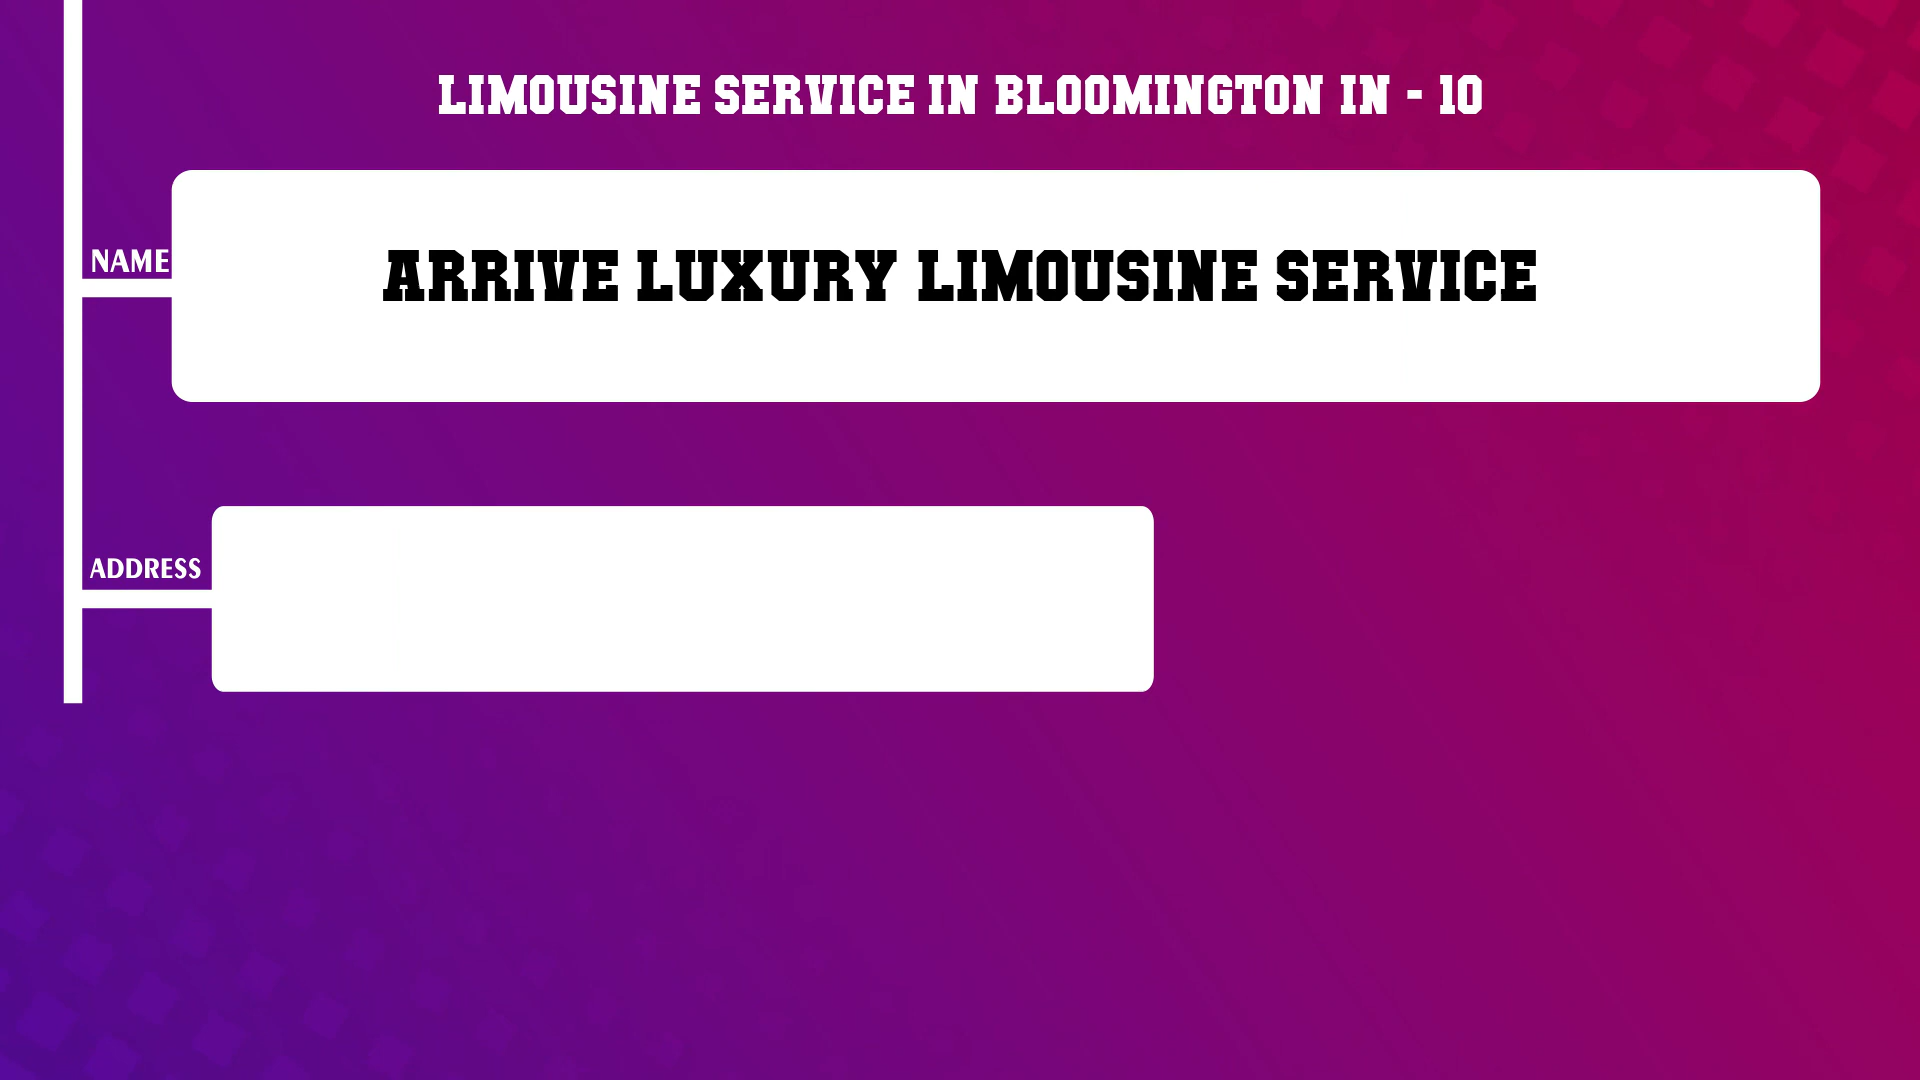 LIMOUSINE SERVICE IN BLOOMINGTON IN - 10
NAME
ARRIVE LUXURY LIMOUSINE SERVICE
ADDRESS